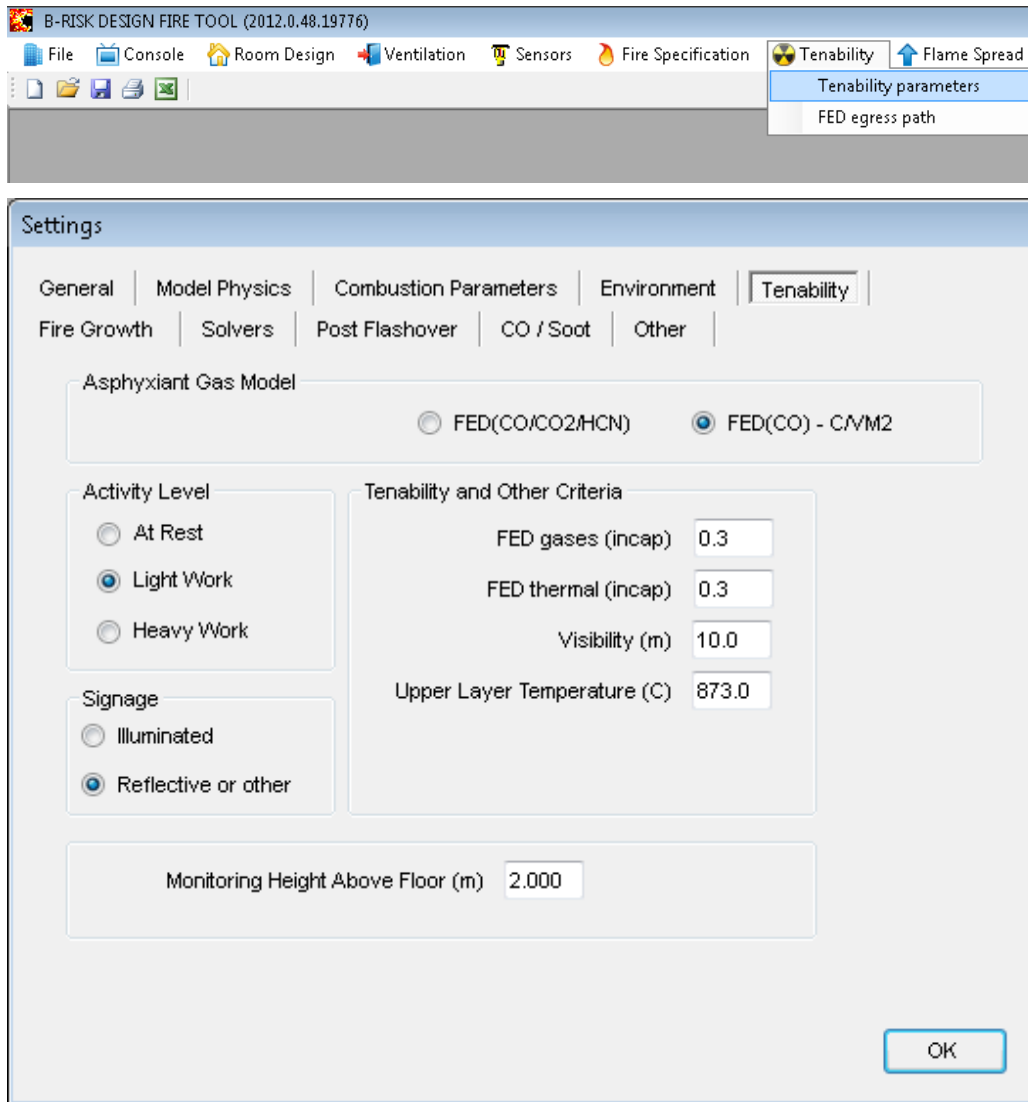 B-RISK DESIGN FIRE TOOL (2012.0.48.19776)
File Console Room Design Ventilation Sensors Fire Specification Tenability Flame Spread
Tenability parameters
FED egress path
Settings
General Model Physics Combustion Parameters Environment Tenability
Fire Growth Solvers Post Flashover CO / Soot Other
Asphyxiant Gas Model
FED(CO/CO2/HCN) FED(CO) - C/VM2
Activity Level
At Rest
Light Work
Heavy Work
Tenability and Other Criteria
FED gases (incap) 0.3
FED thermal (incap) 0.3
Visibility (m) 10.0
Upper Layer Temperature (C) 873.0
Signage
Illuminated
Reflective or other
Monitoring Height Above Floor (m) 2.000
OK